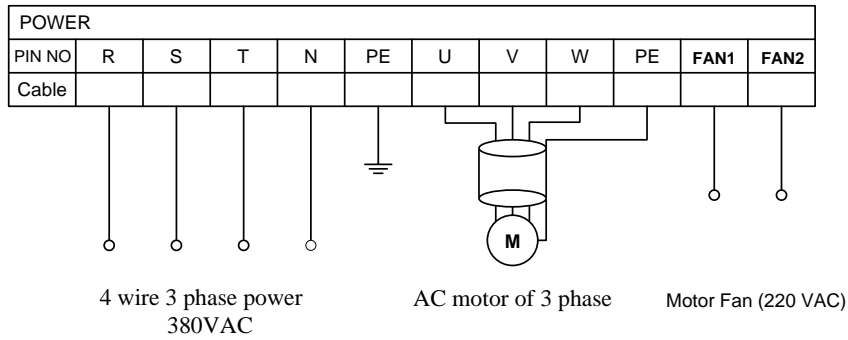 POWER
PIN NO R S T N PE U V W PE FAN1 FAN2
Cable
M
4 wire 3 phase power
380VAC
AC motor of 3 phase
Motor Fan (220 VAC)